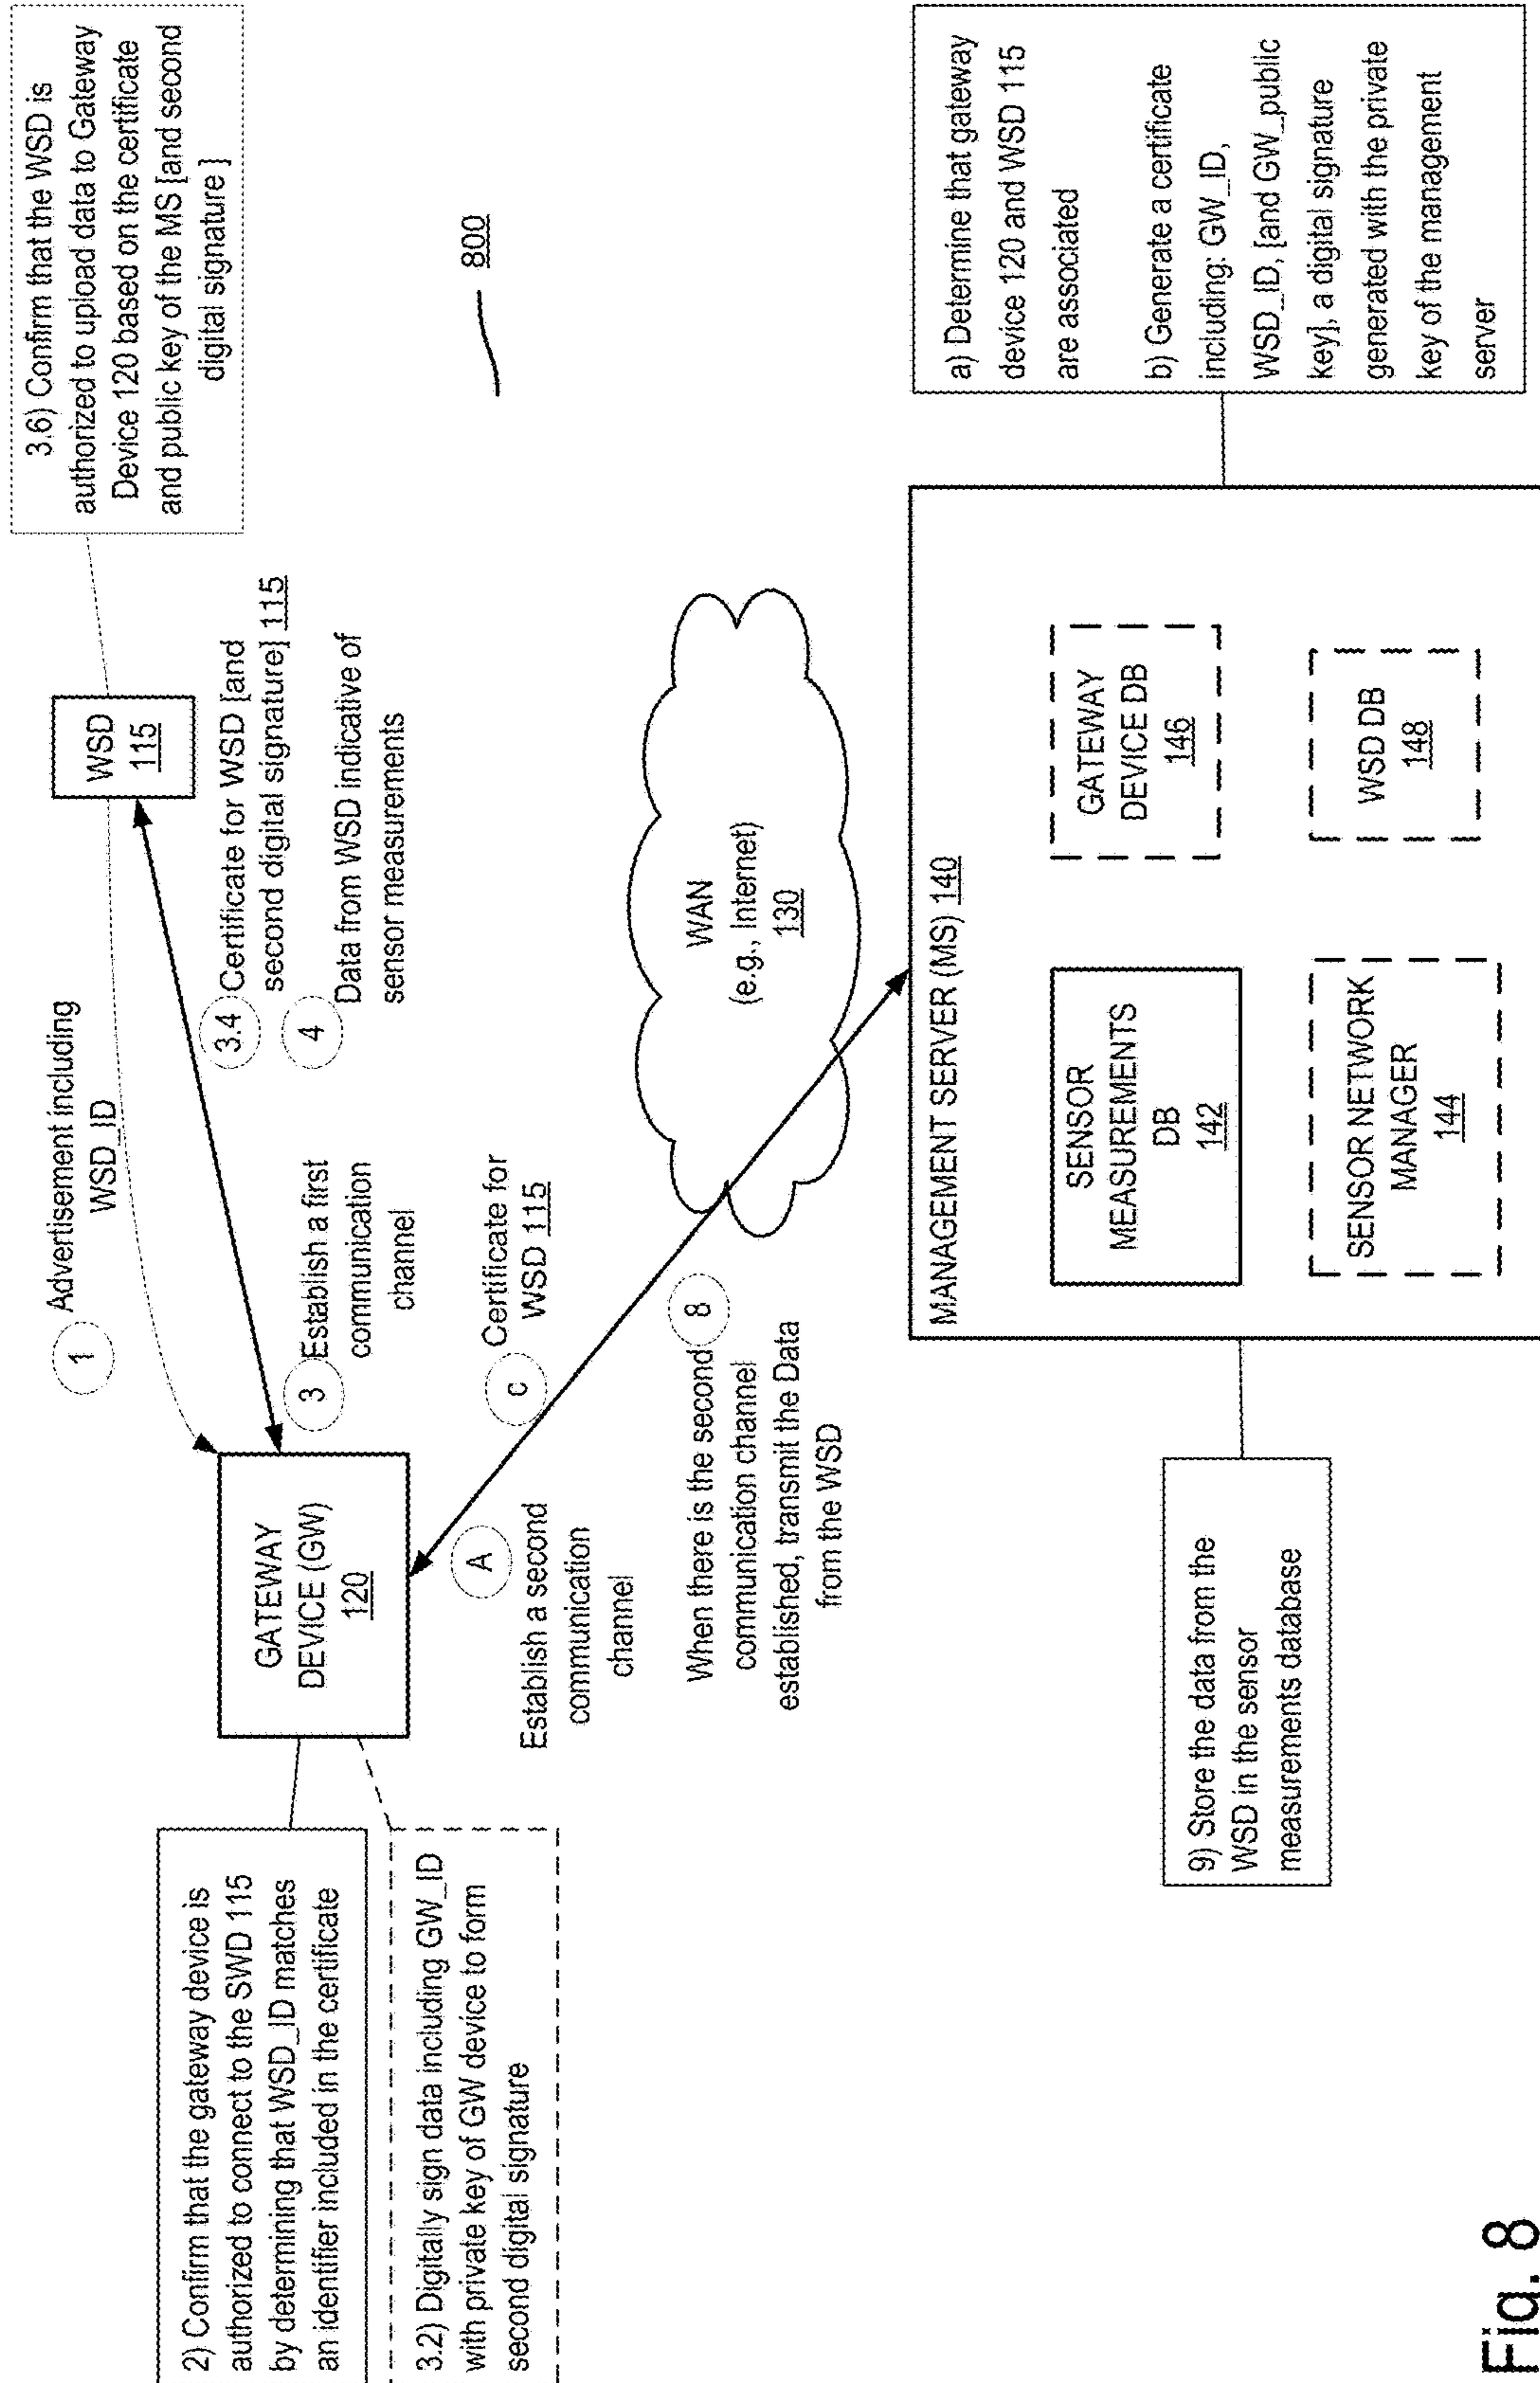 1
Advertisement including
WSD_ID
WSD
115
3.6) Confirm that the WSD is
authorized to upload data to Gateway
Device 120 based on the certificate
and public key of the MS [and second
digital signature ]
2) Confirm that the gateway device is
authorized to connect to the SWD 115
by determining that WSD_ID matches
an identifier included in the certificate
3.2) Digitally sign data including GW_ID
with private key of GW device to form
second digital signature
GATEWAY
DEVICE (GW)
120
3
Establish a first
communication
channel
3.4
Certificate for WSD [and
second digital signature] 115
4
Data from WSD indicative of
sensor measurements
800
A
Establish a second
communication
channel
c
Certificate for
WSD 115
8
When there is the second
communication channel
established, transmit the Data
from the WSD
WAN
(e.g., Internet)
130
9) Store the data from the
WSD in the sensor
measurements database
MANAGEMENT SERVER (MS) 140
SENSOR
MEASUREMENTS
DB
142
GATEWAY
DEVICE DB
146
SENSOR NETWORK
MANAGER
144
WSD DB
148
a) Determine that gateway
device 120 and WSD 115
are associated
b) Generate a certificate
including: GW_ID,
WSD_ID, [and GW_public
key], a digital signature
generated with the private
key of the management
server
Fig. 8